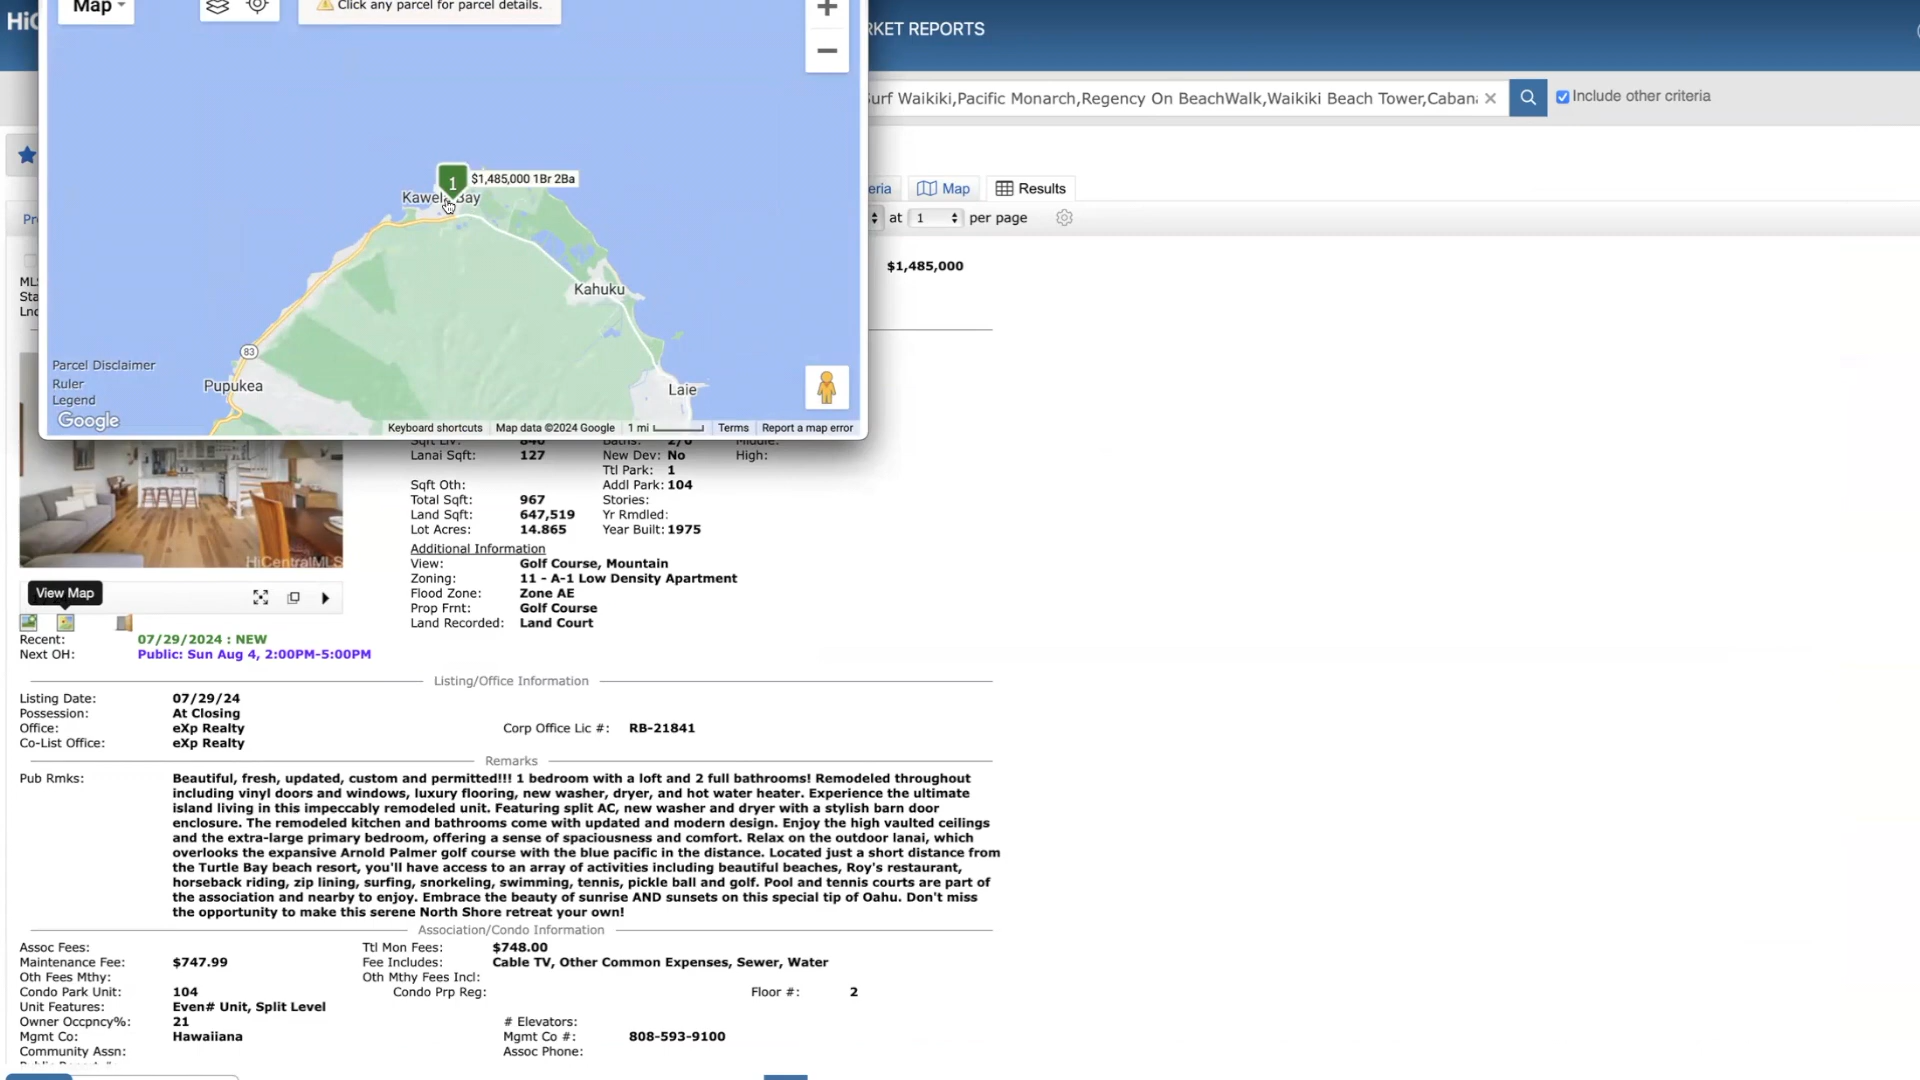 HiC
Map
Click any parcel for parcel details.
RKET REPORTS
Surf Waikiki,Pacific Monarch,Regency On BeachWalk,Waikiki Beach Tower,Cabana
Include other criteria
eria
Map
Results
Pr
at 1 per page
$1,485,000
MLS
Sta
Lnd
1
$1,485,000 1Br 2Ba
Kawela Bay
Kahuku
83
Pupukea
Laie
Parcel Disclaimer
Ruler
Legend
Google
Keyboard shortcuts
Map data ©2024 Google
1 mi
Terms
Report a map error
Sqft Liv: 840 Baths: 2/0 Middle:
Lanai Sqft: 127 New Dev: No High:
Ttl Park: 1
Sqft Oth: Addl Park: 104
Total Sqft: 967 Stories:
Land Sqft: 647,519 Yr Rmdled:
Lot Acres: 14.865 Year Built: 1975
Additional Information
View: Golf Course, Mountain
Zoning: 11 - A-1 Low Density Apartment
Flood Zone: Zone AE
Prop Frnt: Golf Course
Land Recorded: Land Court
HiCentralMLS
View Map
Recent: 07/29/2024 : NEW
Next OH: Public: Sun Aug 4, 2:00PM-5:00PM
Listing/Office Information
Listing Date: 07/29/24
Possession: At Closing
Office: eXp Realty Corp Office Lic #: RB-21841
Co-List Office: eXp Realty
Remarks
Pub Rmks: Beautiful, fresh, updated, custom and permitted!!! 1 bedroom with a loft and 2 full bathrooms! Remodeled throughout
including vinyl doors and windows, luxury flooring, new washer, dryer, and hot water heater. Experience the ultimate
island living in this impeccably remodeled unit. Featuring split AC, new washer and dryer with a stylish barn door
enclosure. The remodeled kitchen and bathrooms come with updated and modern design. Enjoy the high vaulted ceilings
and the extra-large primary bedroom, offering a sense of spaciousness and comfort. Relax on the outdoor lanai, which
overlooks the expansive Arnold Palmer golf course with the blue pacific in the distance. Located just a short distance from
the Turtle Bay beach resort, you'll have access to an array of activities including beautiful beaches, Roy's restaurant,
horseback riding, zip lining, surfing, snorkeling, swimming, tennis, pickle ball and golf. Pool and tennis courts are part of
the association and nearby to enjoy. Embrace the beauty of sunrise AND sunsets on this special tip of Oahu. Don't miss
the opportunity to make this serene North Shore retreat your own!
Association/Condo Information
Assoc Fees: Ttl Mon Fees: $748.00
Maintenance Fee: $747.99 Fee Includes: Cable TV, Other Common Expenses, Sewer, Water
Oth Fees Mthy: Oth Mthy Fees Incl:
Condo Park Unit: 104 Condo Prp Reg: Floor #: 2
Unit Features: Even# Unit, Split Level
Owner Occpncy%: 21 # Elevators:
Mgmt Co: Hawaiiana Mgmt Co #: 808-593-9100
Community Assn: Assoc Phone: